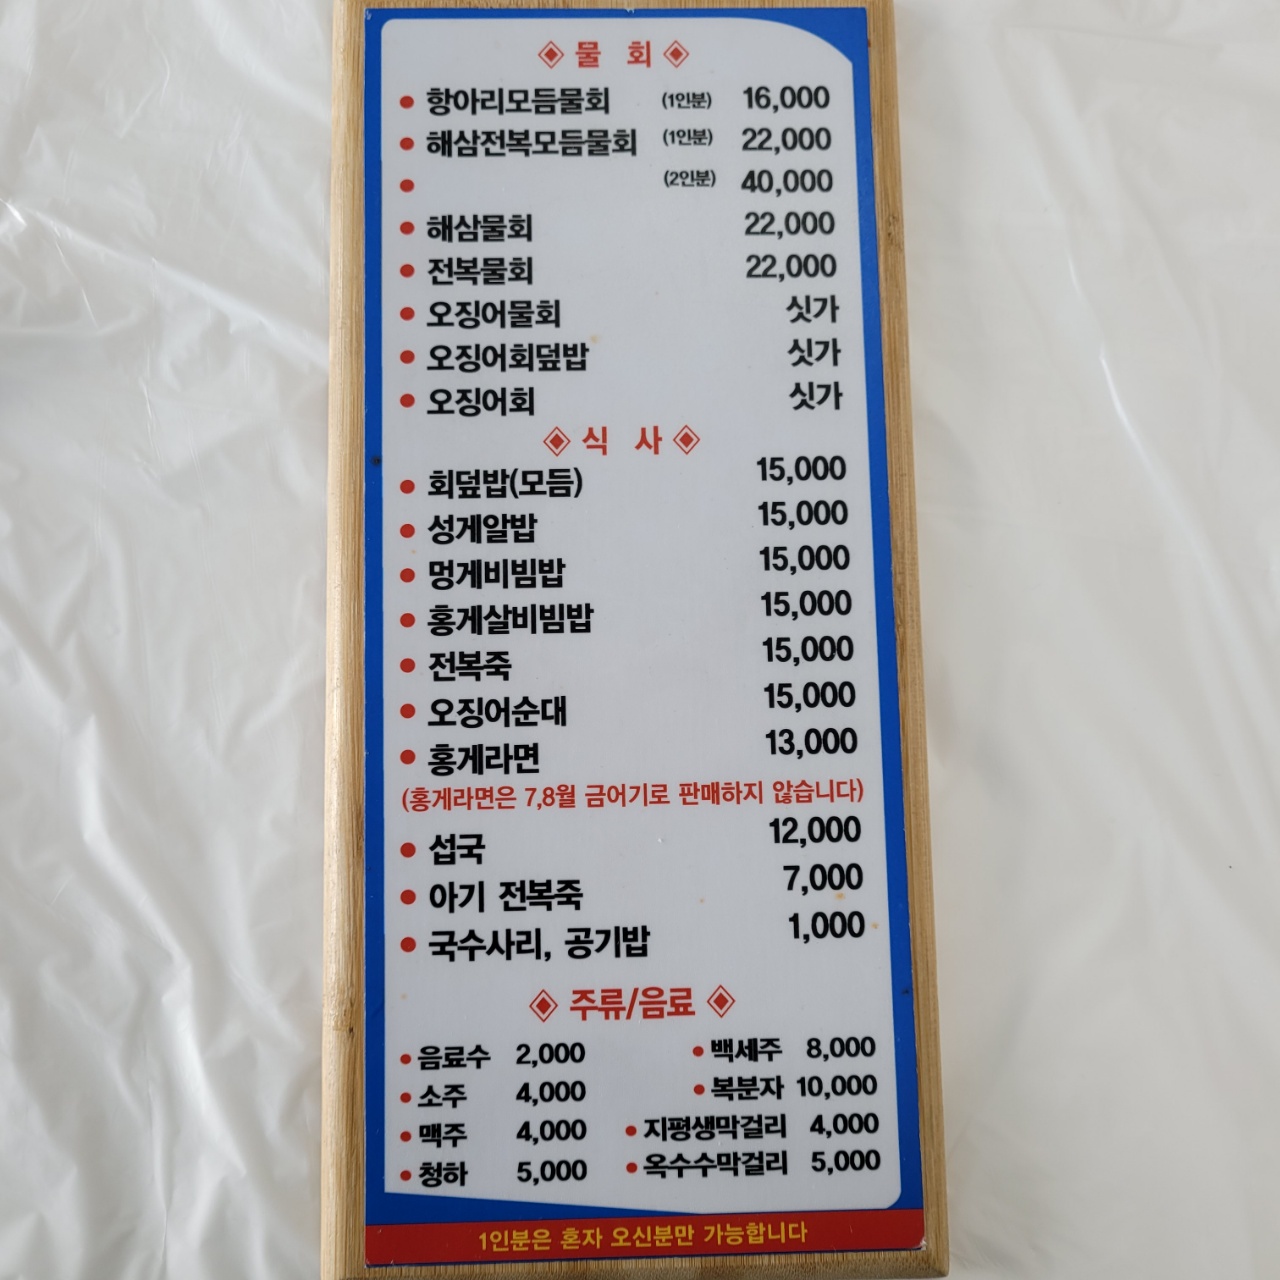 물 회
항아리모듬물회 (1인분) 16,000
해삼전복모듬물회 (1인분) 22,000
(2인분) 40,000
해삼물회 22,000
전복물회 22,000
오징어물회 싯가
오징어회덮밥 싯가
오징어회 싯가
식 사
회덮밥(모듬) 15,000
성게알밥 15,000
멍게비빔밥 15,000
홍게살비빔밥 15,000
전복죽 15,000
오징어순대 15,000
홍게라면 13,000
(홍게라면은 7,8월 금어기로 판매하지 않습니다)
섭국 12,000
아기 전복죽 7,000
국수사리, 공기밥 1,000
주류/음료
음료수 2,000 백세주 8,000
소주 4,000 복분자 10,000
맥주 4,000 지평생막걸리 4,000
청하 5,000 옥수수막걸리 5,000
1인분은 혼자 오신분만 가능합니다